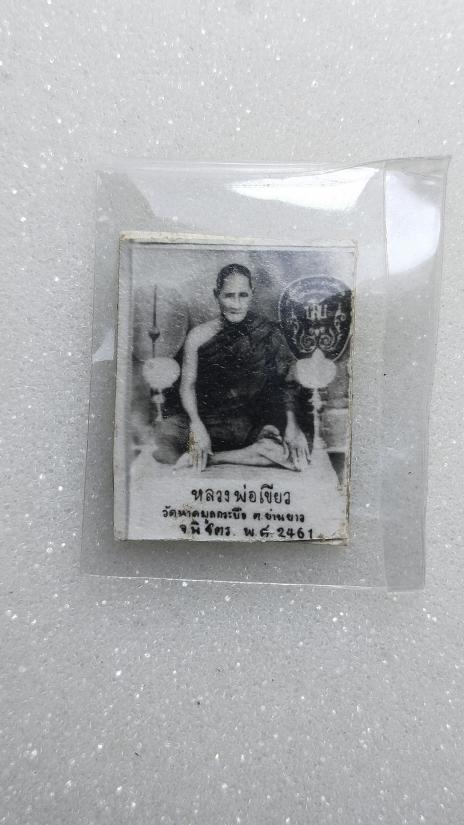 หลวงพ่อเขียว
วัดหาดมูลกระบือ ต.ย่านยาว
จ.พิจิตร. พ.ศ. 2461